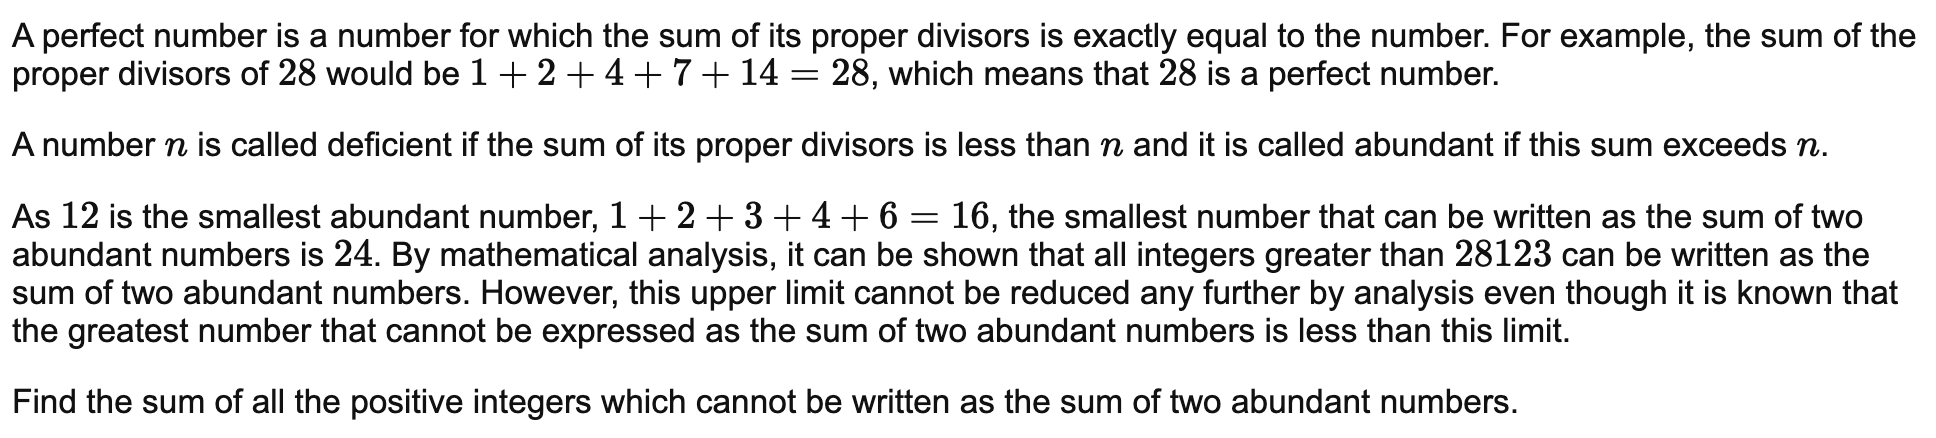 A perfect number is a number for which the sum of its proper divisors is exactly equal to the number. For example, the sum of the
proper divisors of 28 would be 1 + 2 + 4 + 7 + 14 = 28, which means that 28 is a perfect number.
A number n is called deficient if the sum of its proper divisors is less than n and it is called abundant if this sum exceeds n.
As 12 is the smallest abundant number, 1 + 2 + 3 + 4 + 6 = 16, the smallest number that can be written as the sum of two
abundant numbers is 24. By mathematical analysis, it can be shown that all integers greater than 28123 can be written as the
sum of two abundant numbers. However, this upper limit cannot be reduced any further by analysis even though it is known that
the greatest number that cannot be expressed as the sum of two abundant numbers is less than this limit.
Find the sum of all the positive integers which cannot be written as the sum of two abundant numbers.